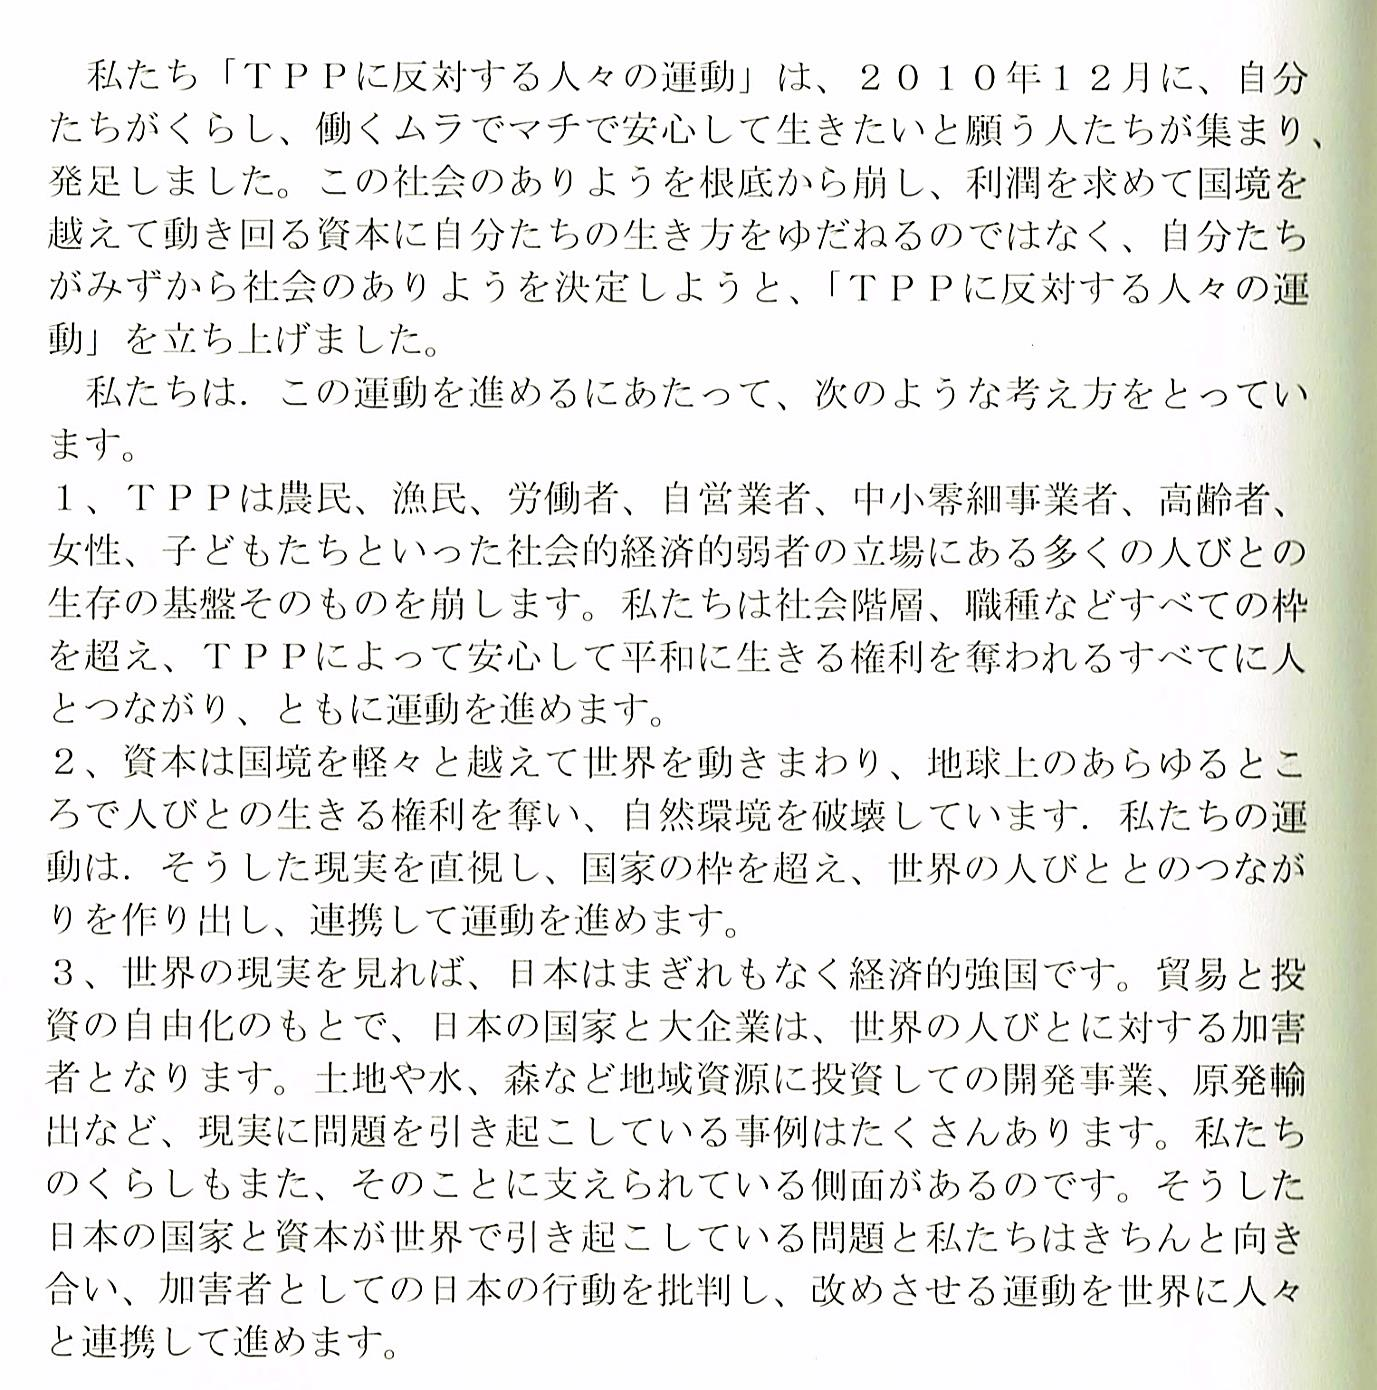 私たち「ＴＰＰに反対する人々の運動」は、２０１０年１２月に、自分
たちがくらし、働くムラでマチで安心して生きたいと願う人たちが集まり、
発足しました。この社会のありようを根底から崩し、利潤を求めて国境を
越えて動き回る資本に自分たちの生き方をゆだねるのではなく、自分たち
がみずから社会のありようを決定しようと、「ＴＰＰに反対する人々の運
動」を立ち上げました。
私たちは．この運動を進めるにあたって、次のような考え方をとってい
ます。
１、ＴＰＰは農民、漁民、労働者、自営業者、中小零細事業者、高齢者、
女性、子どもたちといった社会的経済的弱者の立場にある多くの人びとの
生存の基盤そのものを崩します。私たちは社会階層、職種などすべての枠
を超え、ＴＰＰによって安心して平和に生きる権利を奪われるすべてに人
とつながり、ともに運動を進めます。
２、資本は国境を軽々と越えて世界を動きまわり、地球上のあらゆるとこ
ろで人びとの生きる権利を奪い、自然環境を破壊しています．私たちの運
動は．そうした現実を直視し、国家の枠を超え、世界の人びととのつなが
りを作り出し、連携して運動を進めます。
３、世界の現実を見れば、日本はまぎれもなく経済的強国です。貿易と投
資の自由化のもとで、日本の国家と大企業は、世界の人びとに対する加害
者となります。土地や水、森など地域資源に投資しての開発事業、原発輸
出など、現実に問題を引き起こしている事例はたくさんあります。私たち
のくらしもまた、そのことに支えられている側面があるのです。そうした
日本の国家と資本が世界で引き起こしている問題と私たちはきちんと向き
合い、加害者としての日本の行動を批判し、改めさせる運動を世界に人々
と連携して進めます。